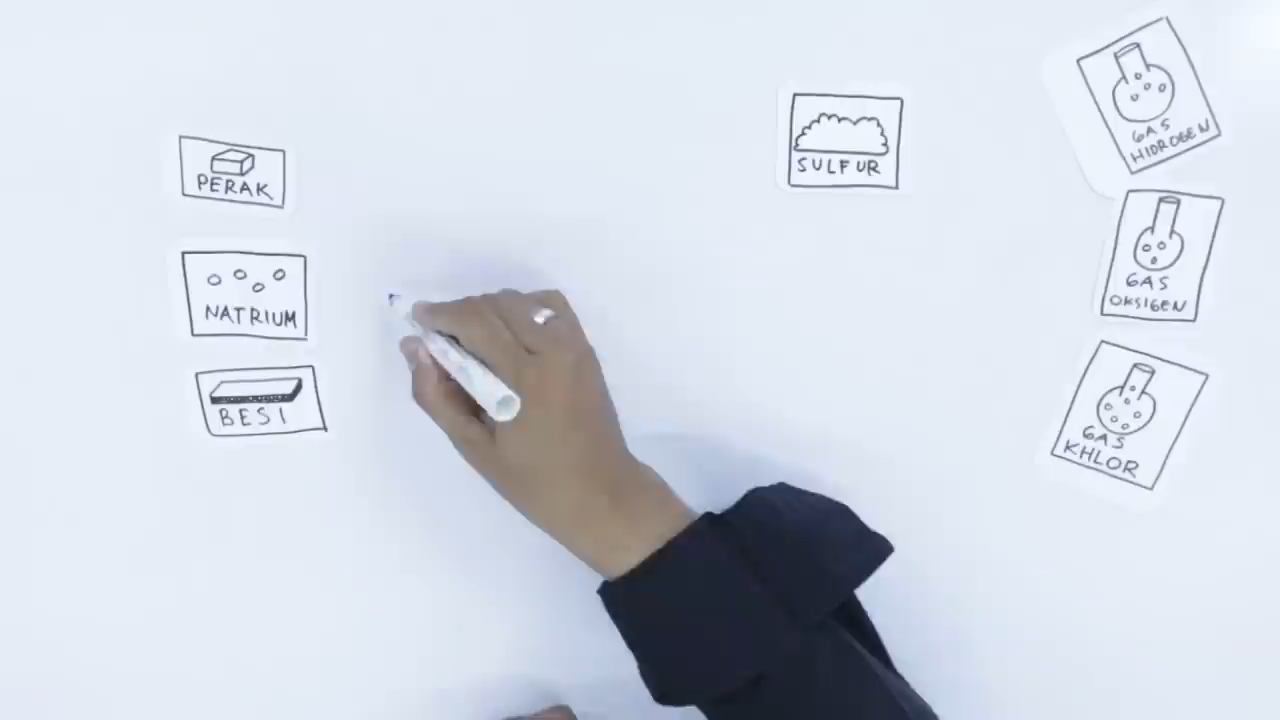 PERAK
NATRIUM
BESI
SULFUR
GAS
HIDROGEN
GAS
OKSIGEN
GAS
KHLOR